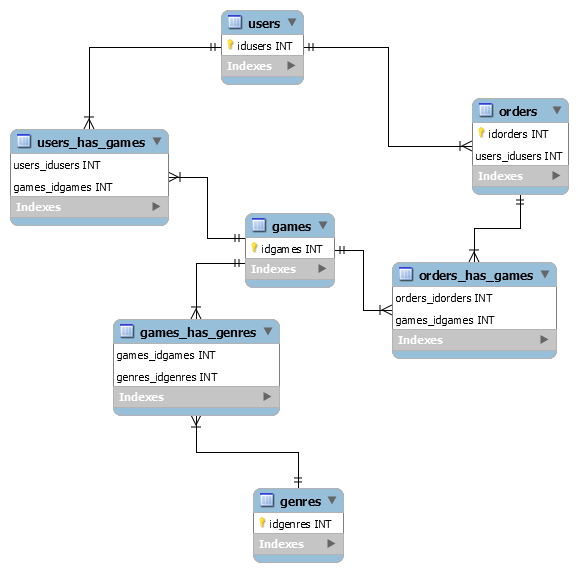 users
idusers INT
Indexes
orders
idorders INT
users_idusers INT
Indexes
users_has_games
users_idusers INT
games_idgames INT
Indexes
games
idgames INT
Indexes
orders_has_games
orders_idorders INT
games_idgames INT
Indexes
games_has_genres
games_idgames INT
genres_idgenres INT
Indexes
genres
idgenres INT
Indexes